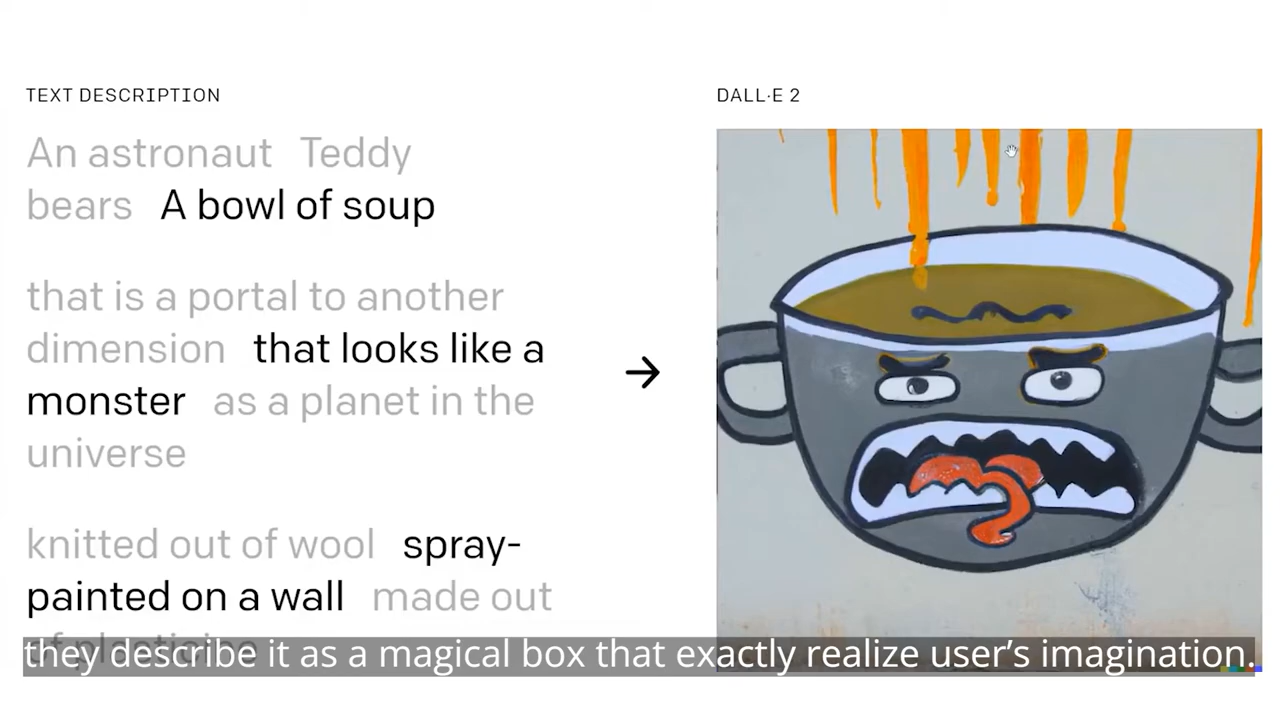 TEXT DESCRIPTION
An astronaut Teddy
bears A bowl of soup
that is a portal to another
dimension that looks like a
monster as a planet in the
universe
knitted out of wool spray-
painted on a wall made out
of plasticine
DALL·E 2
they describe it as a magical box that exactly realize user’s imagination.